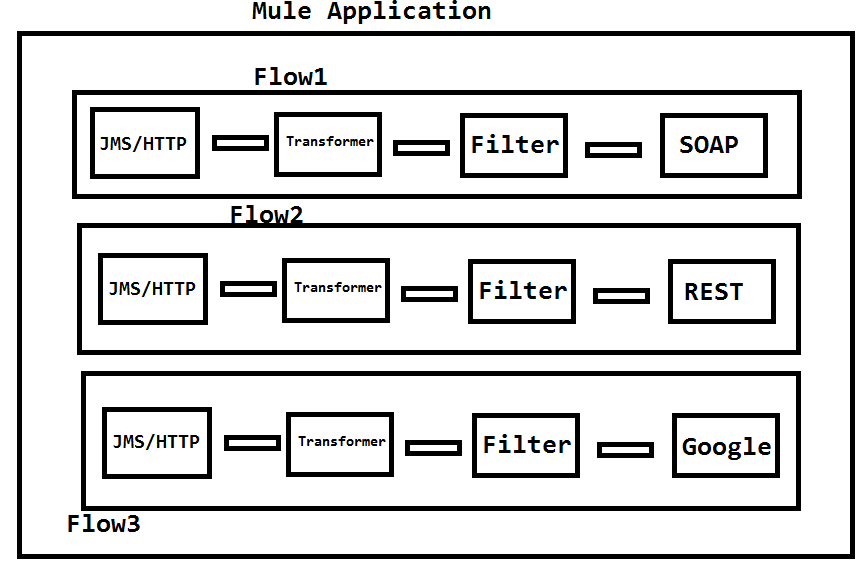 Mule Application
Flow1
JMS/HTTP Transformer Filter SOAP
Flow2
JMS/HTTP Transformer Filter REST
JMS/HTTP Transformer Filter Google
Flow3